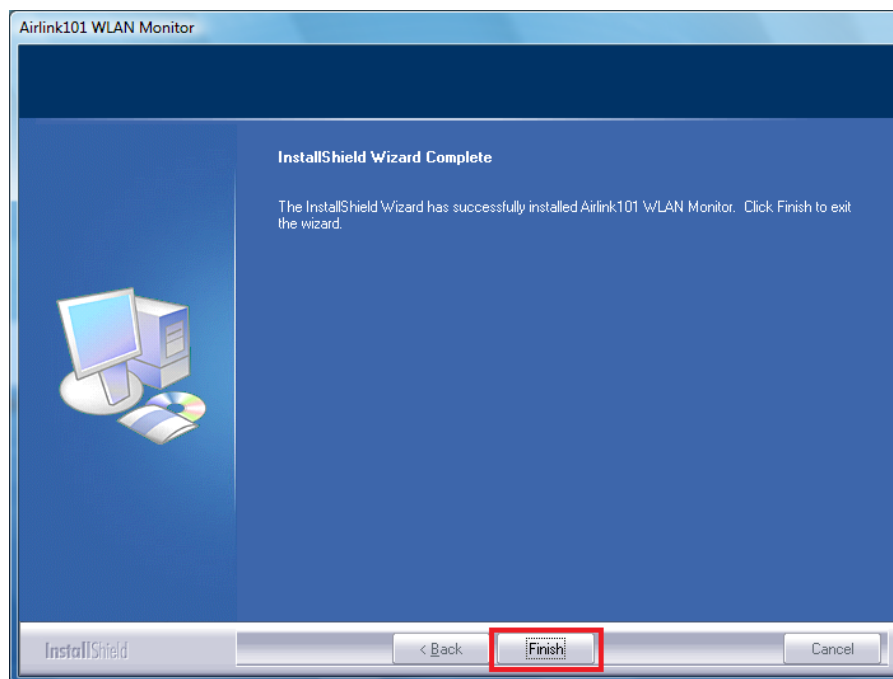 Airlink101 WLAN Monitor
InstallShield Wizard Complete
The InstallShield Wizard has successfully installed Airlink101 WLAN Monitor.  Click Finish to exit
the wizard.
InstallShield
< Back
Finish
Cancel